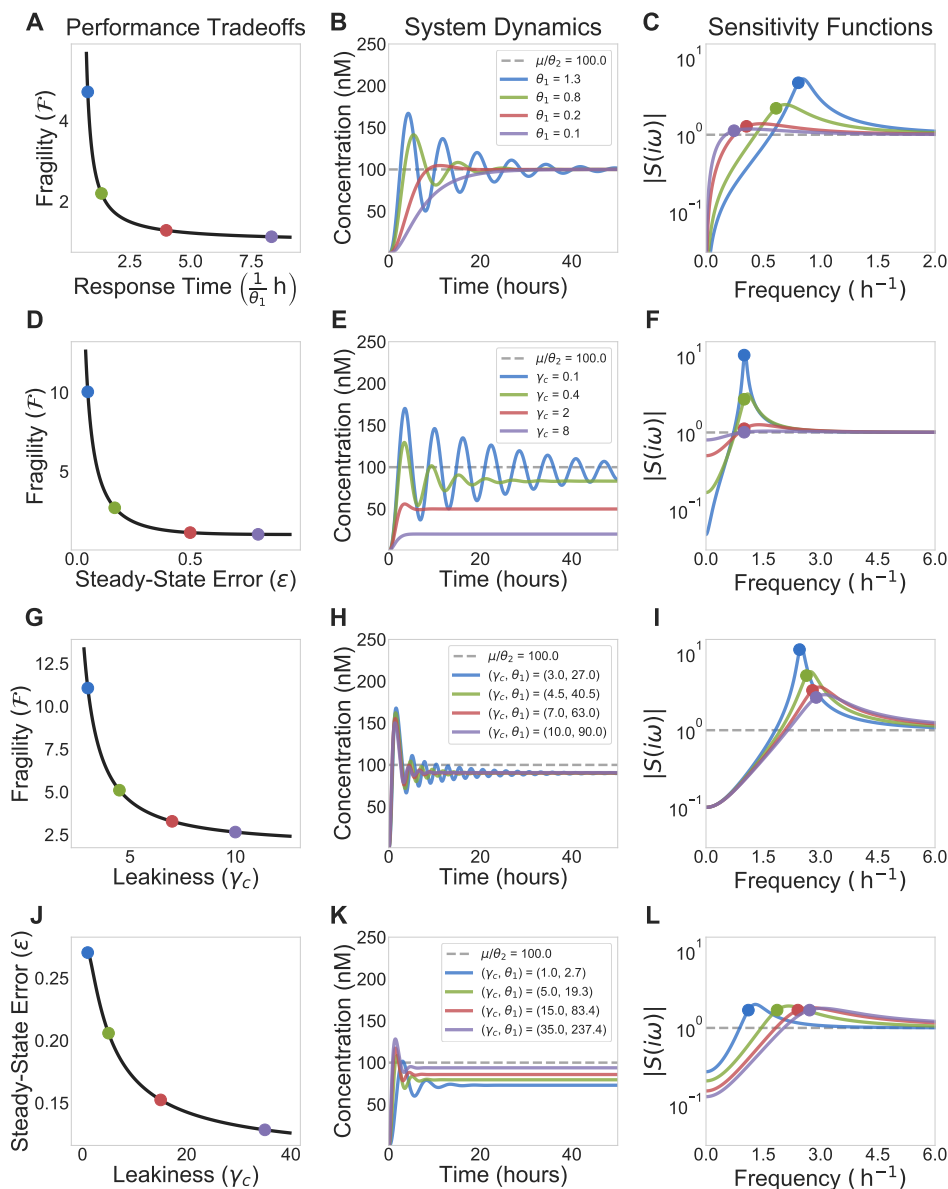 A Performance Tradeoffs
Fragility (𝓕)
4
2
2.5 5.0 7.5
Response Time (1/θ₁ h)
B System Dynamics
Concentration (nM)
250
200
150
100
50
0 20 40
Time (hours)
μ/θ₂ = 100.0
θ₁ = 1.3
θ₁ = 0.8
θ₁ = 0.2
θ₁ = 0.1
C Sensitivity Functions
|S(iω)|
10¹
10⁰
10⁻¹
0.0 0.5 1.0 1.5 2.0
Frequency ( h⁻¹)
D
Fragility (𝓕)
10
5
0.0 0.5
Steady-State Error (ε)
E
Concentration (nM)
250
200
150
100
50
0 20 40
Time (hours)
μ/θ₂ = 100.0
γc = 0.1
γc = 0.4
γc = 2
γc = 8
F
|S(iω)|
10¹
10⁰
10⁻¹
0.0 1.5 3.0 4.5 6.0
Frequency ( h⁻¹)
G
Fragility (𝓕)
12.5
10.0
7.5
5.0
2.5
5 10
Leakiness (γc)
H
Concentration (nM)
250
200
150
100
50
0 20 40
Time (hours)
μ/θ₂ = 100.0
(γc, θ₁) = (3.0, 27.0)
(γc, θ₁) = (4.5, 40.5)
(γc, θ₁) = (7.0, 63.0)
(γc, θ₁) = (10.0, 90.0)
I
|S(iω)|
10¹
10⁰
10⁻¹
0.0 1.5 3.0 4.5 6.0
Frequency ( h⁻¹)
J
Steady-State Error (ε)
0.25
0.20
0.15
0 20 40
Leakiness (γc)
K
Concentration (nM)
250
200
150
100
50
0 20 40
Time (hours)
μ/θ₂ = 100.0
(γc, θ₁) = (1.0, 2.7)
(γc, θ₁) = (5.0, 19.3)
(γc, θ₁) = (15.0, 83.4)
(γc, θ₁) = (35.0, 237.4)
L
|S(iω)|
10¹
10⁰
10⁻¹
0.0 1.5 3.0 4.5 6.0
Frequency ( h⁻¹)